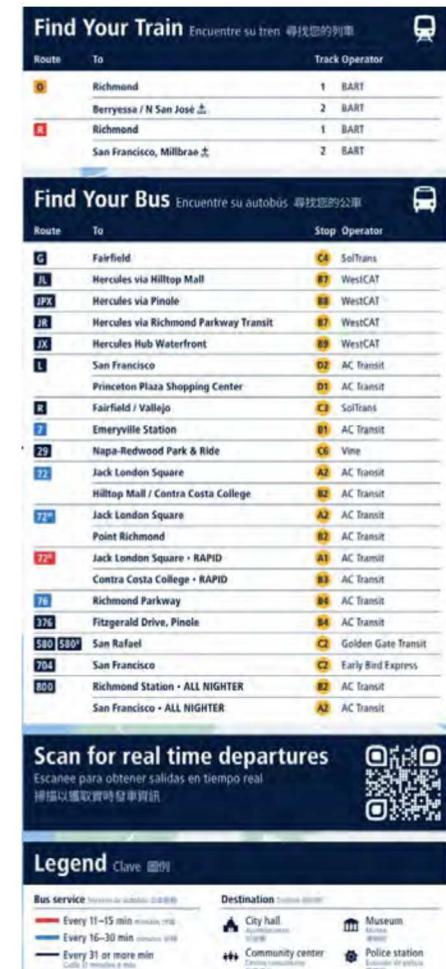 Find Your Train Encuentre su tren 尋找您的列車
Route To Track Operator
O Richmond 1 BART
Berryessa / N San José 2 BART
R Richmond 1 BART
San Francisco, Millbrae 2 BART
Find Your Bus Encuentre su autobús 尋找您的公車
Route To Stop Operator
G Fairfield C4 SolTrans
JL Hercules via Hilltop Mall B7 WestCAT
JPX Hercules via Pinole B8 WestCAT
JR Hercules via Richmond Parkway Transit B7 WestCAT
JX Hercules Hub Waterfront B9 WestCAT
L San Francisco D2 AC Transit
Princeton Plaza Shopping Center D1 AC Transit
R Fairfield / Vallejo C3 SolTrans
7 Emeryville Station B1 AC Transit
29 Napa-Redwood Park & Ride C6 Vine
72 Jack London Square A2 AC Transit
Hilltop Mall / Contra Costa College B2 AC Transit
72M Jack London Square A2 AC Transit
Point Richmond B2 AC Transit
72R Jack London Square • RAPID A1 AC Transit
Contra Costa College • RAPID B3 AC Transit
76 Richmond Parkway B4 AC Transit
376 Fitzgerald Drive, Pinole B4 AC Transit
580 580P San Rafael C2 Golden Gate Transit
704 San Francisco C2 Early Bird Express
800 Richmond Station • ALL NIGHTER B2 AC Transit
San Francisco • ALL NIGHTER A2 AC Transit
Scan for real time departures
Escanee para obtener salidas en tiempo real
掃描以獲取實時發車資訊
Legend Clave 圖例
Bus service Destination
Every 11–15 min City hall Museum
Every 16–30 min
Every 31 or more min Community center Police station